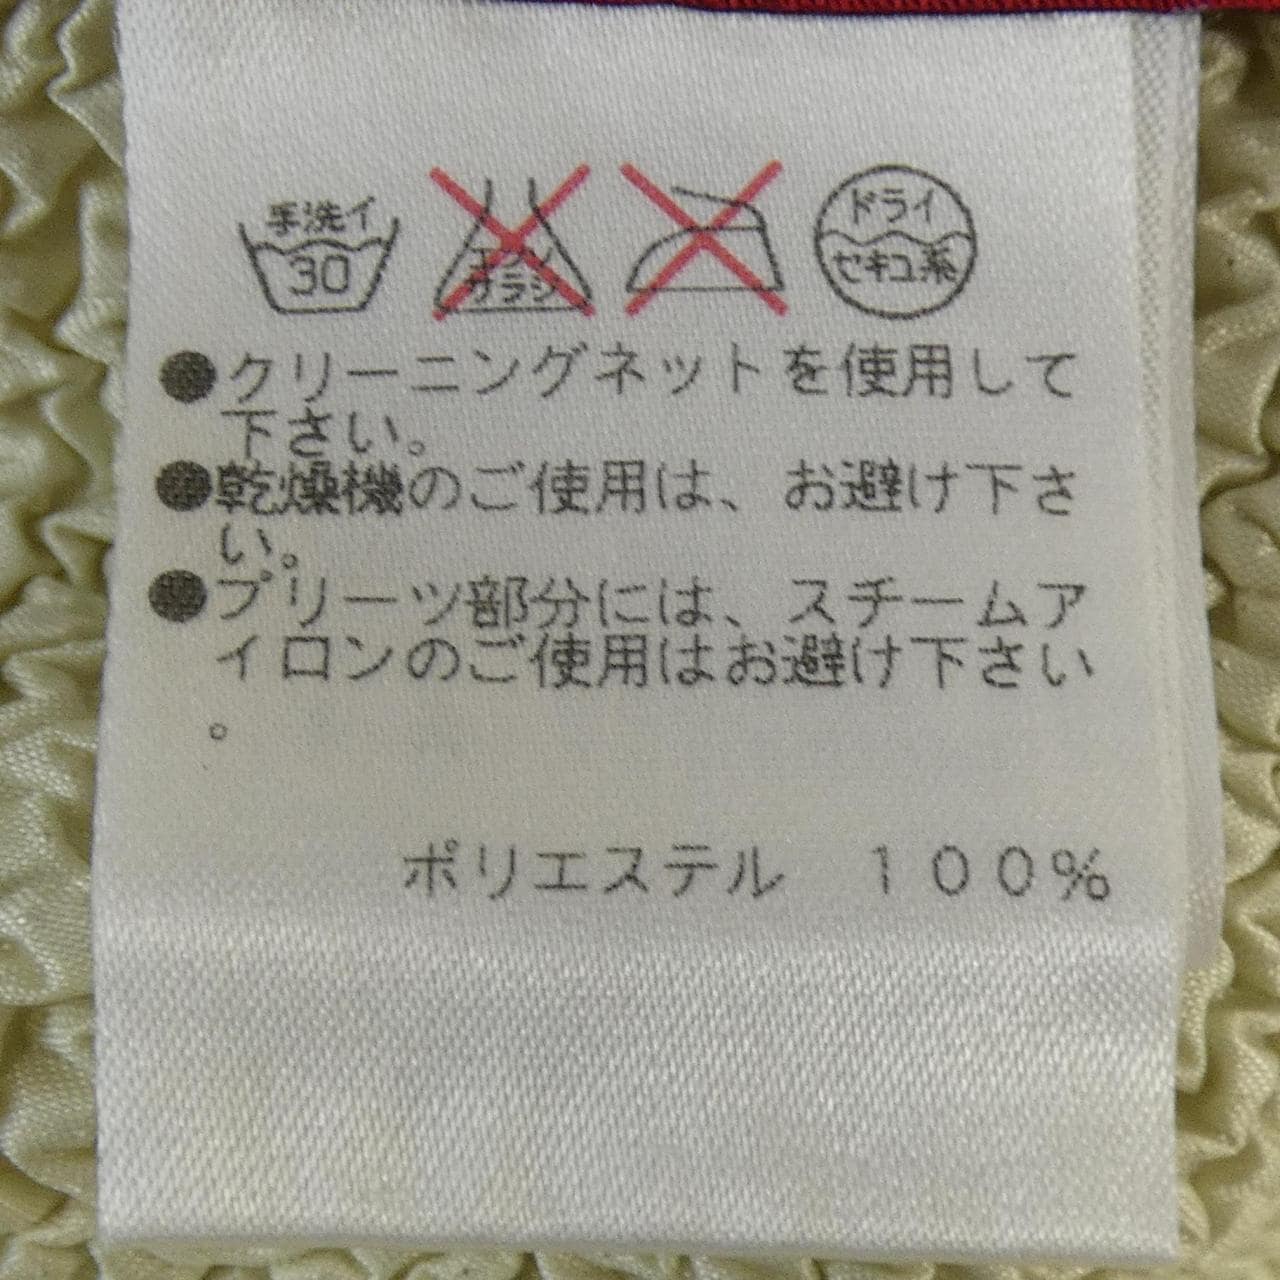 手洗イ
30
エンソ
サラシ
ドライ
セキユ系
●クリーニングネットを使用して
下さい。
●乾燥機のご使用は、お避け下さ
い。
●プリーツ部分には、スチームア
イロンのご使用はお避け下さい
。
ポリエステル 100%